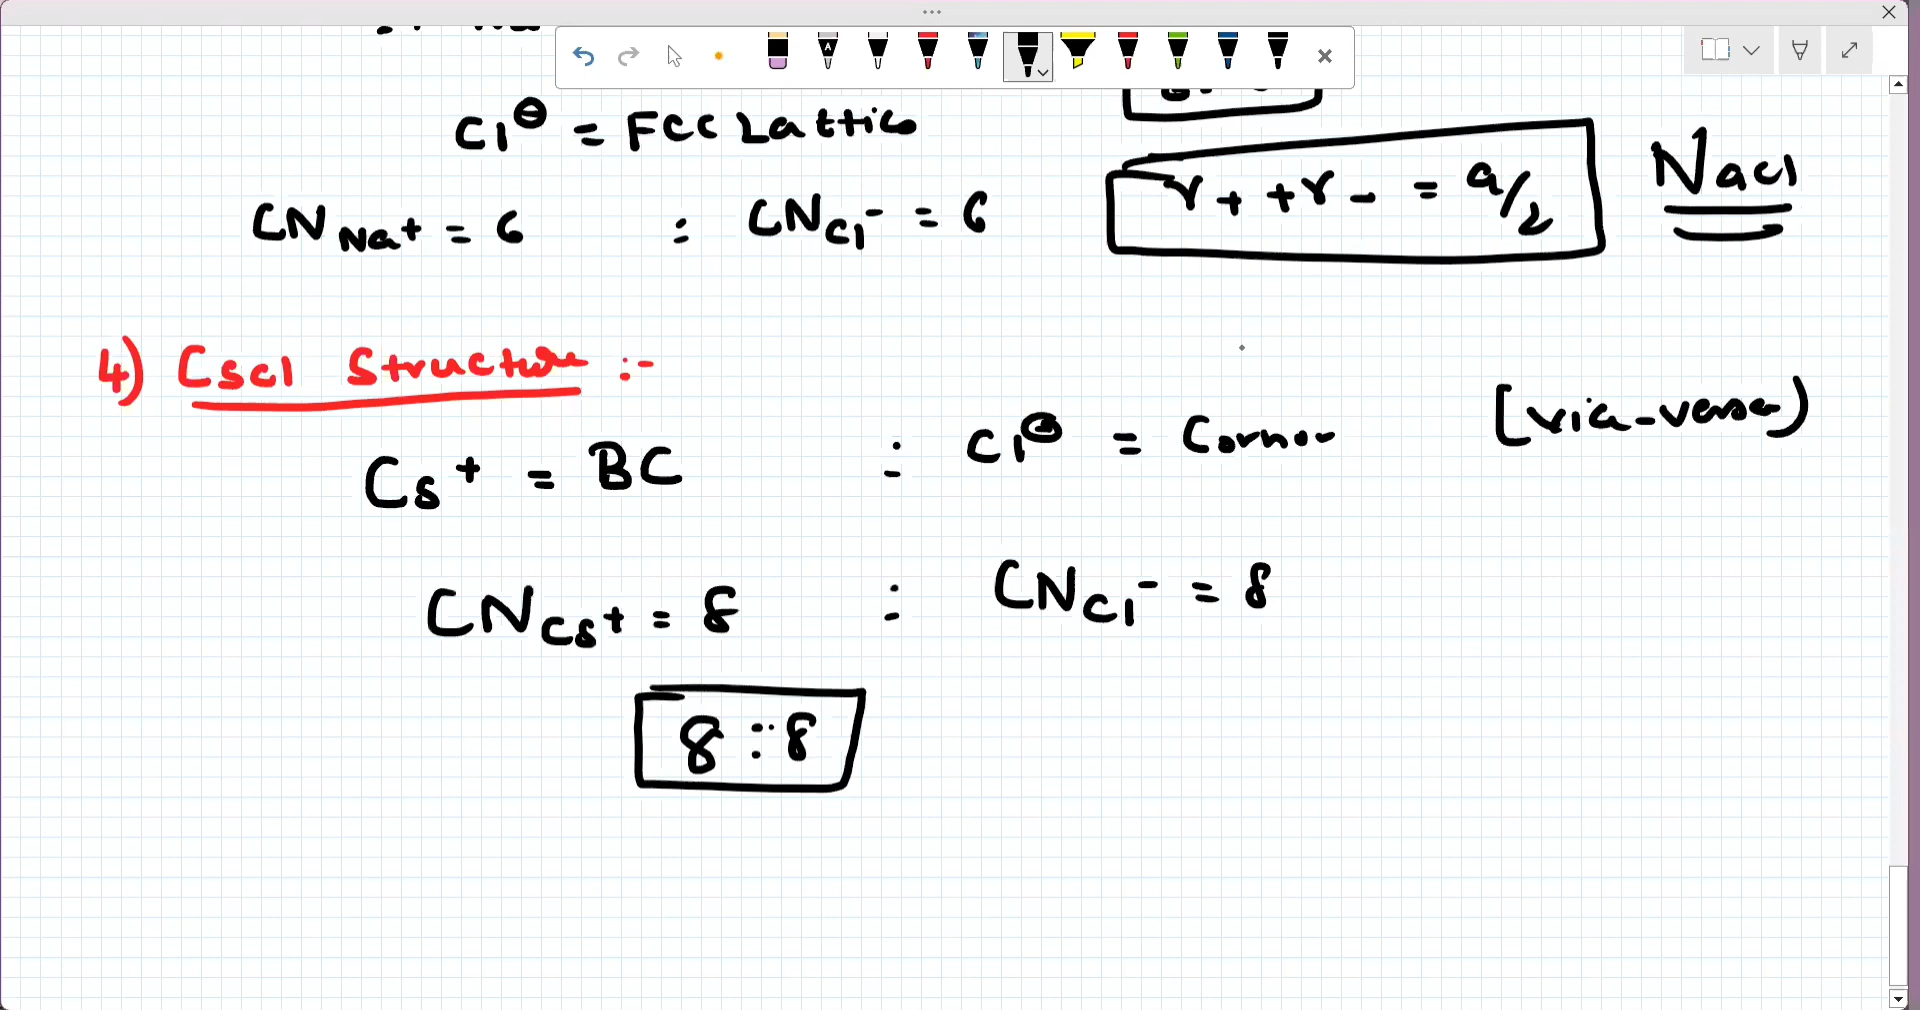 Cl⊖ = FCC Lattice
CN Na+ = 6 : CN Cl- = 6
r+ + r- = a/2
NaCl
4) CsCl Structure :-
Cs+ = BC : Cl⊖ = Corner [via-versa)
CN Cs+ = 8 : CN Cl- = 8
8 : 8